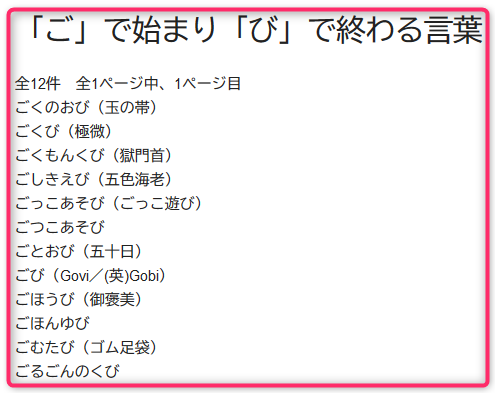 「ご」で始まり「び」で終わる言葉
全12件　全1ページ中、1ページ目
ごくのおび（玉の帯）
ごくび（極微）
ごくもんくび（獄門首）
ごしきえび（五色海老）
ごっこあそび（ごっこ遊び）
ごつこあそび
ごとおび（五十日）
ごび（Govi／(英)Gobi）
ごほうび（御褒美）
ごほんゆび
ごむたび（ゴム足袋）
ごるごんのくび